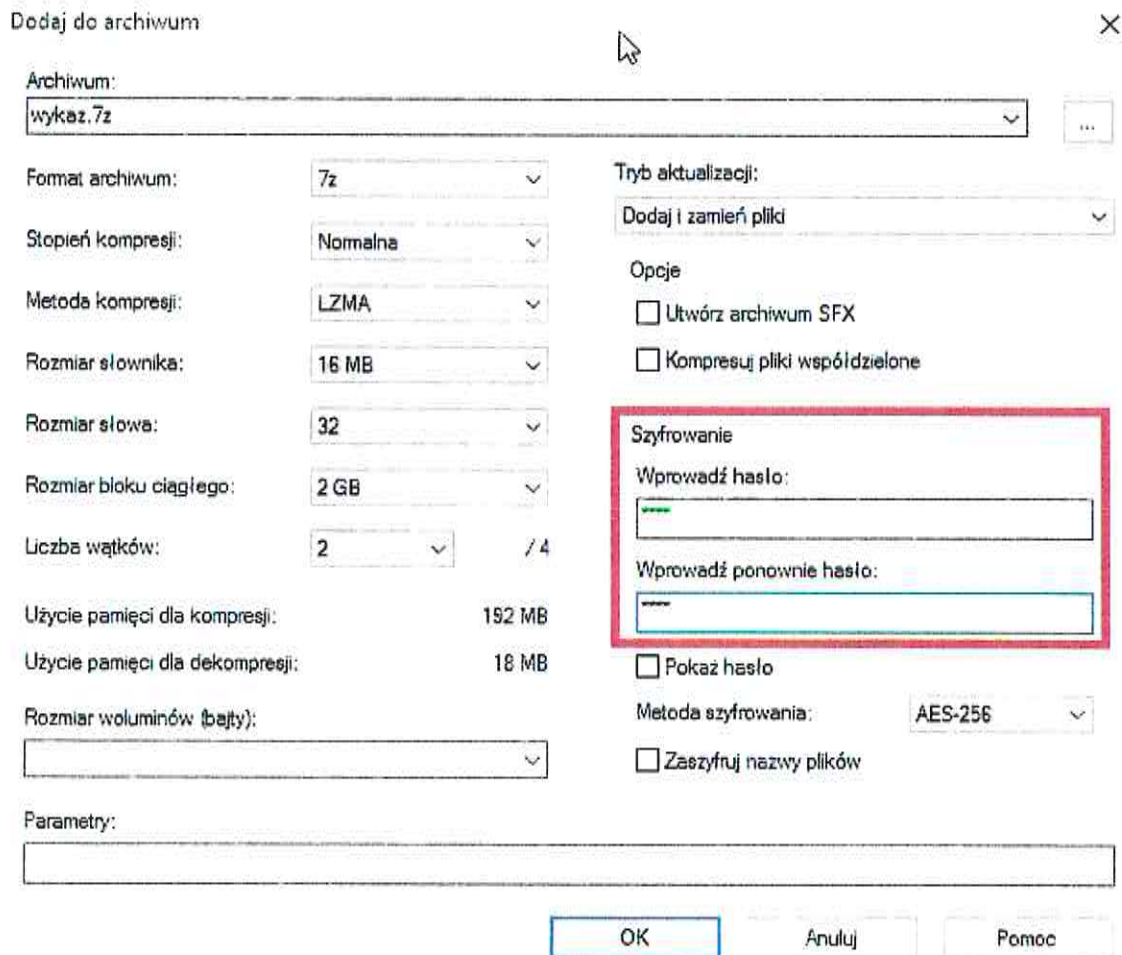 Dodaj do archiwum
Archiwum:
wykaz.7z
...
Format archiwum: 7z
Stopień kompresji: Normalna
Metoda kompresji: LZMA
Rozmiar słownika: 16 MB
Rozmiar słowa: 32
Rozmiar bloku ciągłego: 2 GB
Liczba wątków: 2 / 4
Użycie pamięci dla kompresji: 192 MB
Użycie pamięci dla dekompresji: 18 MB
Rozmiar woluminów (bajty):
Tryb aktualizacji:
Dodaj i zamień pliki
Opcje
Utwórz archiwum SFX
Kompresuj pliki współdzielone
Szyfrowanie
Wprowadź hasło:
****
Wprowadź ponownie hasło:
****
Pokaż hasło
Metoda szyfrowania: AES-256
Zaszyfruj nazwy plików
Parametry:
OK Anuluj Pomoc